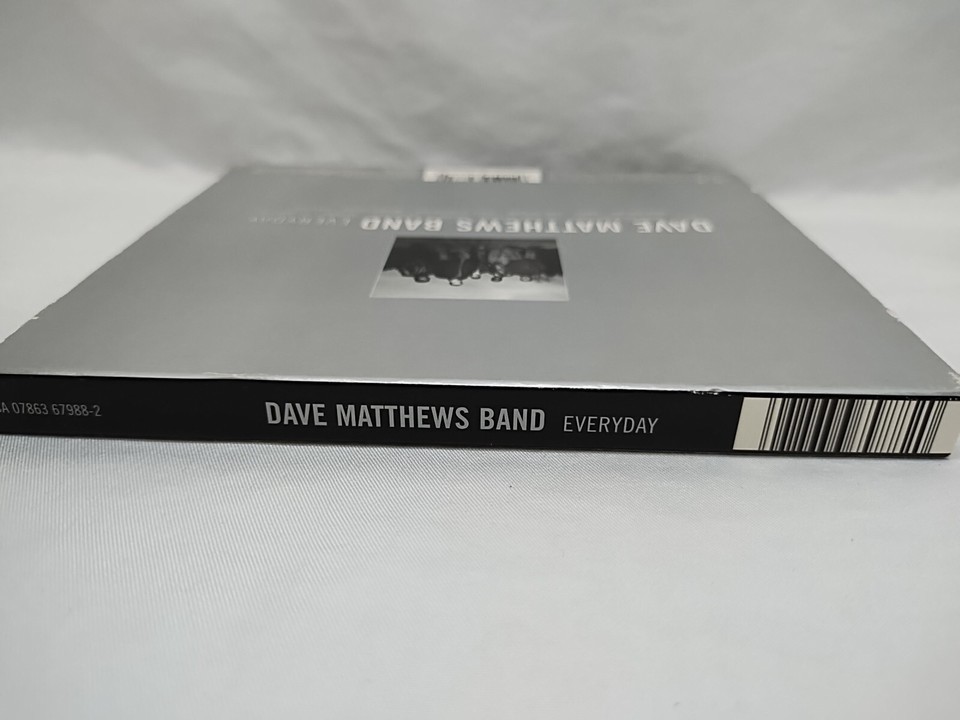 DAVE MATTHEWS BAND EVERYDAY
A 07863 67988-2 DAVE MATTHEWS BAND EVERYDAY